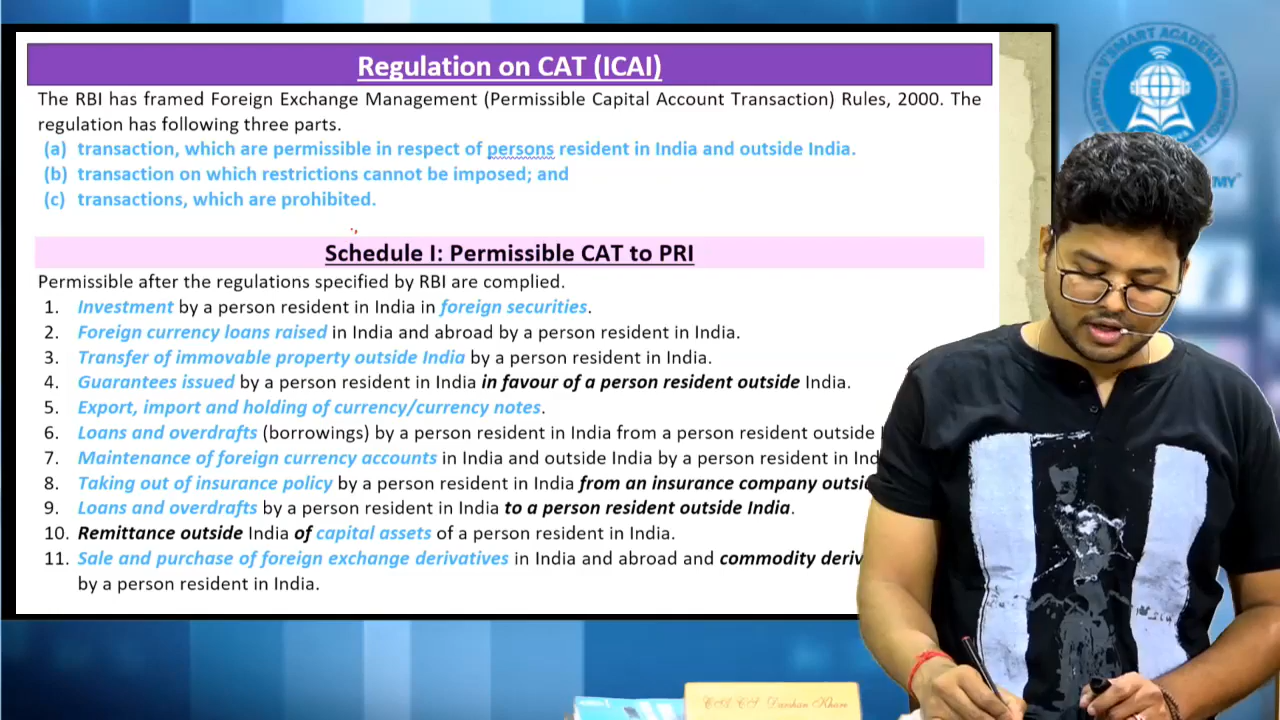 Regulation on CAT (ICAI)
The RBI has framed Foreign Exchange Management (Permissible Capital Account Transaction) Rules, 2000. The
regulation has following three parts.
(a) transaction, which are permissible in respect of persons resident in India and outside India.
(b) transaction on which restrictions cannot be imposed; and
(c) transactions, which are prohibited.
Schedule I: Permissible CAT to PRI
Permissible after the regulations specified by RBI are complied.
1. Investment by a person resident in India in foreign securities.
2. Foreign currency loans raised in India and abroad by a person resident in India.
3. Transfer of immovable property outside India by a person resident in India.
4. Guarantees issued by a person resident in India in favour of a person resident outside India.
5. Export, import and holding of currency/currency notes.
6. Loans and overdrafts (borrowings) by a person resident in India from a person resident outside
7. Maintenance of foreign currency accounts in India and outside India by a person resident in Ind
8. Taking out of insurance policy by a person resident in India from an insurance company outsi
9. Loans and overdrafts by a person resident in India to a person resident outside India.
10. Remittance outside India of capital assets of a person resident in India.
11. Sale and purchase of foreign exchange derivatives in India and abroad and commodity deriv
by a person resident in India.
V'SMART ACADEMY
CA CS Darshan Khare